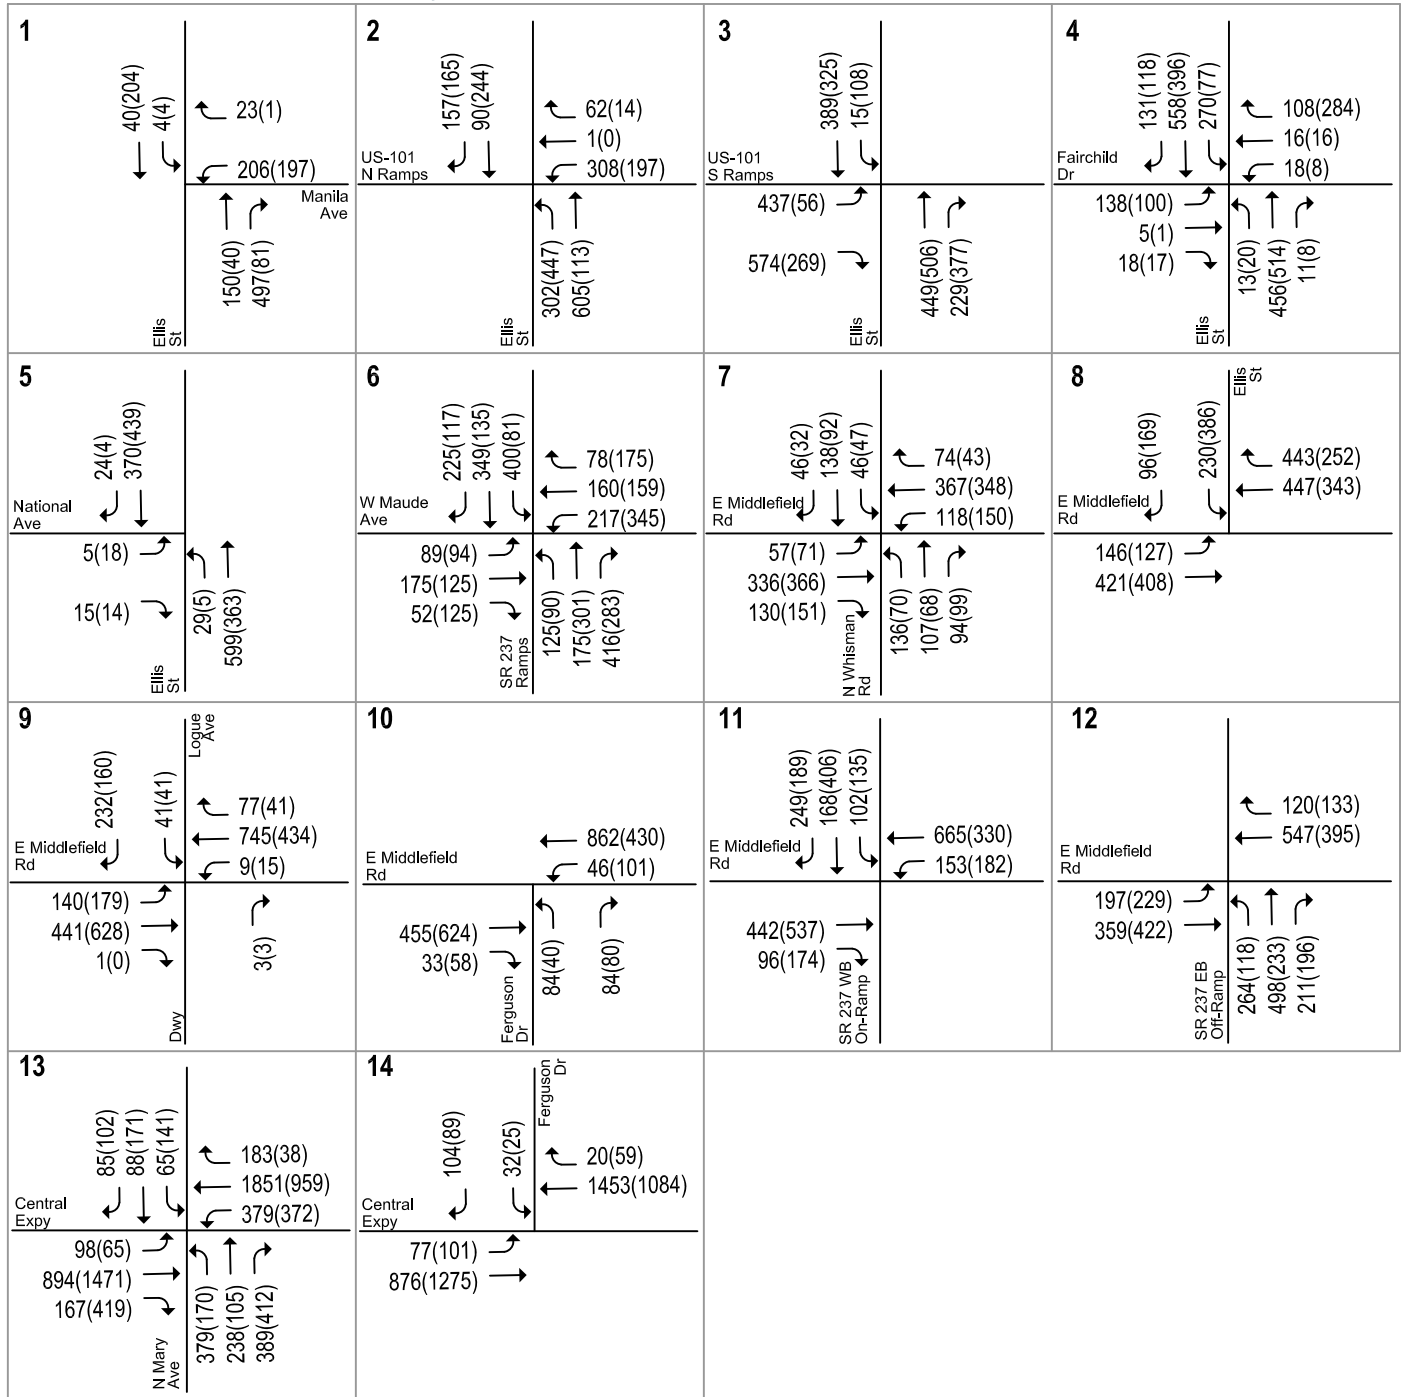 1
40(204)
4(4)
23(1)
206(197)
Manila
Ave
150(40)
497(81)
Ellis
St
2
157(165)
90(244)
62(14)
1(0)
308(197)
US-101
N Ramps
302(447)
605(113)
Ellis
St
3
389(325)
15(108)
US-101
S Ramps
437(56)
574(269)
449(506)
229(377)
Ellis
St
4
131(118)
558(396)
270(77)
108(284)
16(16)
18(8)
Fairchild
Dr
138(100)
5(1)
18(17)
13(20)
456(514)
11(8)
Ellis
St
5
24(4)
370(439)
National
Ave
5(18)
15(14)
29(5)
599(363)
Ellis
St
6
225(117)
349(135)
400(81)
78(175)
160(159)
217(345)
W Maude
Ave
89(94)
175(125)
52(125)
125(90)
175(301)
416(283)
SR 237
Ramps
7
46(32)
138(92)
46(47)
74(43)
367(348)
118(150)
E Middlefield
Rd
57(71)
336(366)
130(151)
136(70)
107(68)
94(99)
N Whisman
Rd
8
Ellis
St
96(169)
230(386)
443(252)
447(343)
E Middlefield
Rd
146(127)
421(408)
9
Logue
Ave
232(160)
41(41)
77(41)
745(434)
9(15)
E Middlefield
Rd
140(179)
441(628)
1(0)
3(3)
Dwy
10
862(430)
46(101)
E Middlefield
Rd
455(624)
33(58)
84(40)
84(80)
Ferguson
Dr
11
249(189)
168(406)
102(135)
665(330)
153(182)
E Middlefield
Rd
442(537)
96(174)
SR 237 WB
On-Ramp
12
120(133)
547(395)
E Middlefield
Rd
197(229)
359(422)
264(118)
498(233)
211(196)
SR 237 EB
Off-Ramp
13
85(102)
88(171)
65(141)
183(38)
1851(959)
379(372)
Central
Expy
98(65)
894(1471)
167(419)
379(170)
238(105)
389(412)
N Mary
Ave
14
Ferguson
Dr
104(89)
32(25)
20(59)
1453(1084)
Central
Expy
77(101)
876(1275)